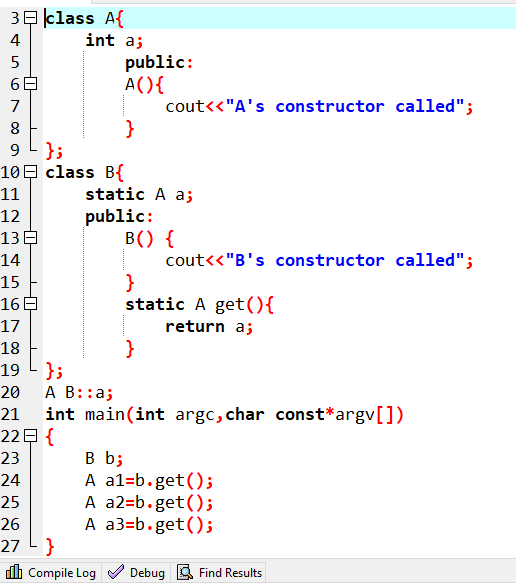 3 class A{
4 int a;
5 public:
6 A(){
7 cout<<"A's constructor called";
8 }
9 };
10 class B{
11 static A a;
12 public:
13 B() {
14 cout<<"B's constructor called";
15 }
16 static A get(){
17 return a;
18 }
19 };
20 A B::a;
21 int main(int argc,char const*argv[])
22 {
23 B b;
24 A a1=b.get();
25 A a2=b.get();
26 A a3=b.get();
27 }
Compile Log Debug Find Results